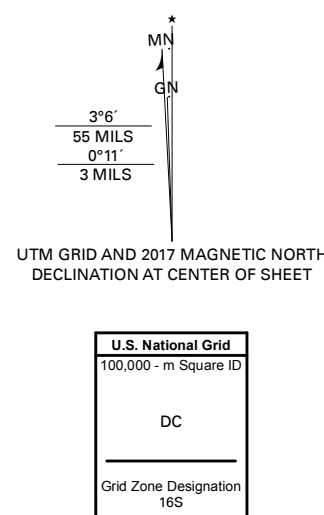 MN
GN
3°6´
55 MILS
0°11´
3 MILS
UTM GRID AND 2017 MAGNETIC NORTH
DECLINATION AT CENTER OF SHEET
U.S. National Grid
100,000 - m Square ID
DC
Grid Zone Designation
16S